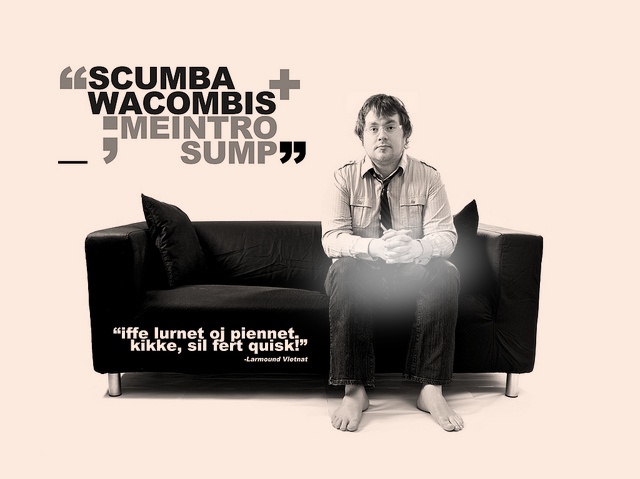 “SCUMBA +
WACOMBIS
;MEINTRO
_ SUMP”
“iffe lurnet oj piennet.
kikke, sil fert quisk!”
-Larmound Vietnat